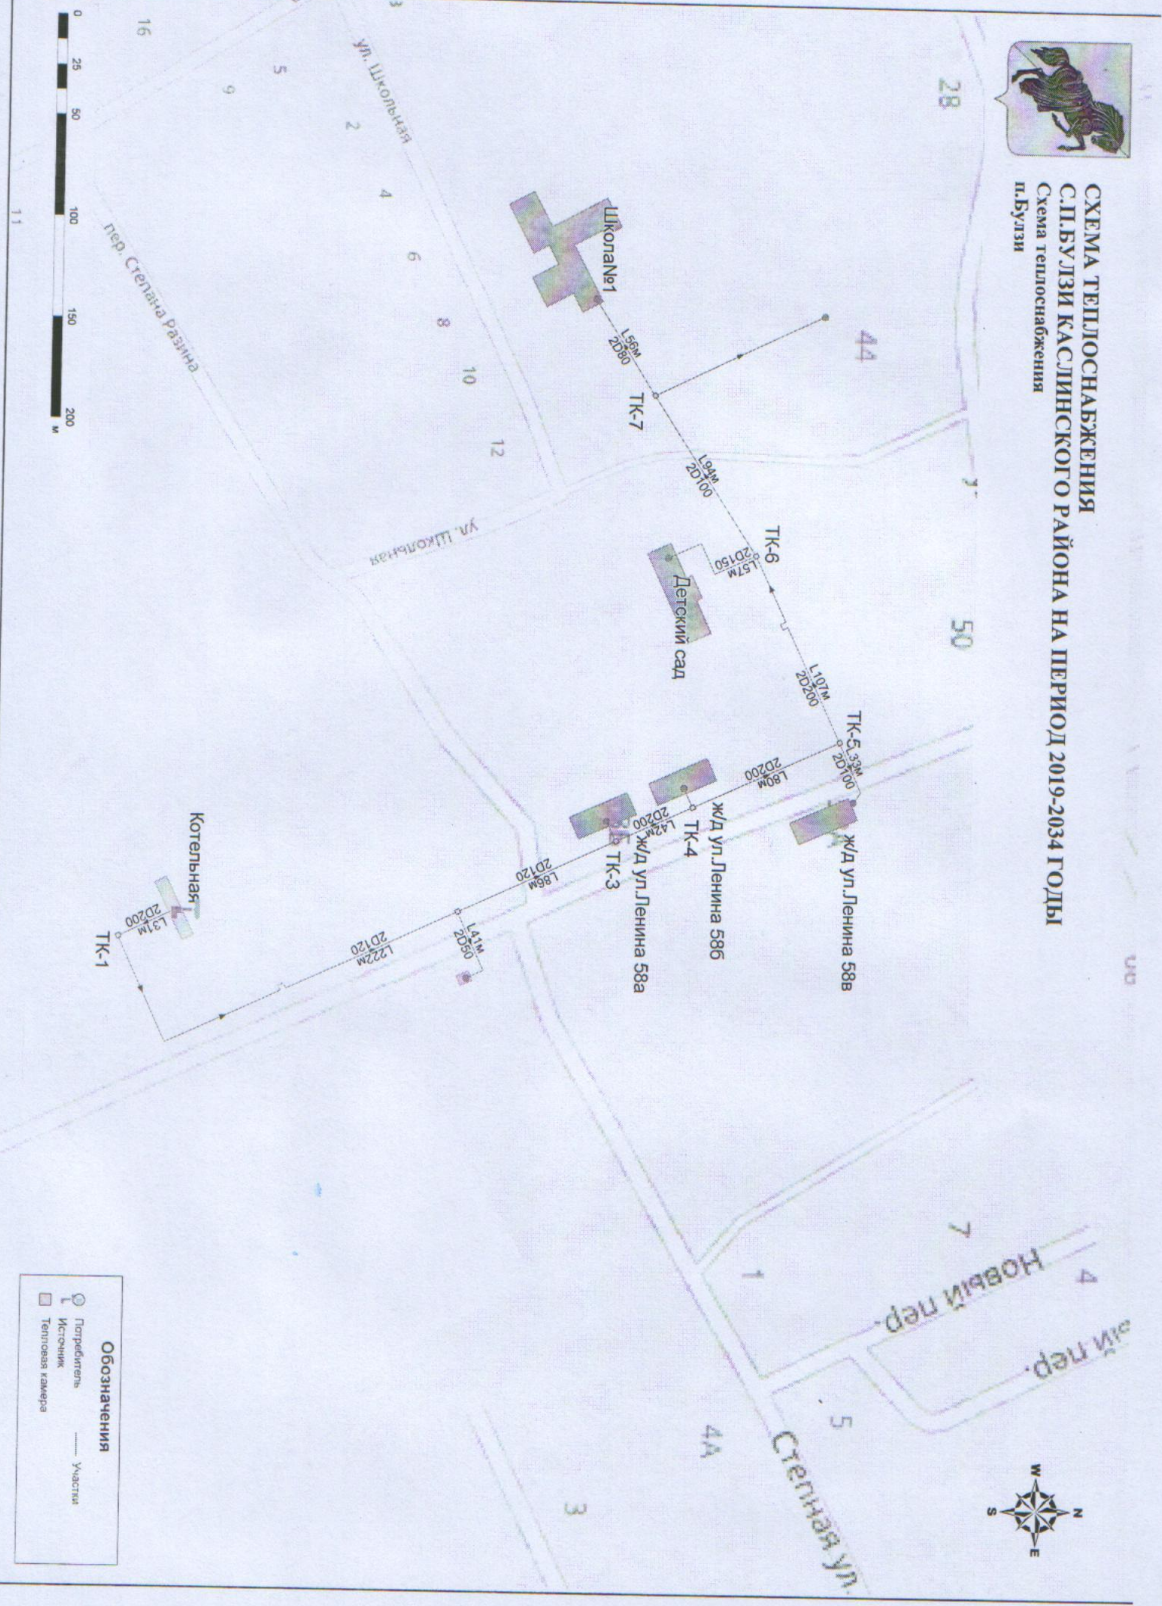 СХЕМА ТЕПЛОСНАБЖЕНИЯ
С.П.БУЛЗИ КАСЛИНСКОГО РАЙОНА НА ПЕРИОД 2019-2034 ГОДЫ
Схема теплоснабжения
п.Булзи
28
50
4А
Школа№1
L56м
2D80
ТК-7
L94м
2D100
ТК-6
L57м
2D150
Детский сад
L107м
2D200
ТК-5
L33м
2D100
ж/д ул.Ленина 58в
L80м
2D200
ж/д ул.Ленина 58б
ТК-4
L42м
2D200
ж/д ул.Ленина 58а
ТК-3
L86м
2D120
L41м
2D50
L222м
2D120
Котельная
L31м
2D200
ТК-1
ул. Школьная
ул. Школьная
пер. Степана Разина
16
9
5
2
4
6
8
10
12
11
7
4
Новый пер.
ый пер.
1
5
4А
3
Степная ул.
N
W
E
S
0
25
50
100
150
200
м
Обозначения
Потребитель
Участки
Источник
Тепловая камера